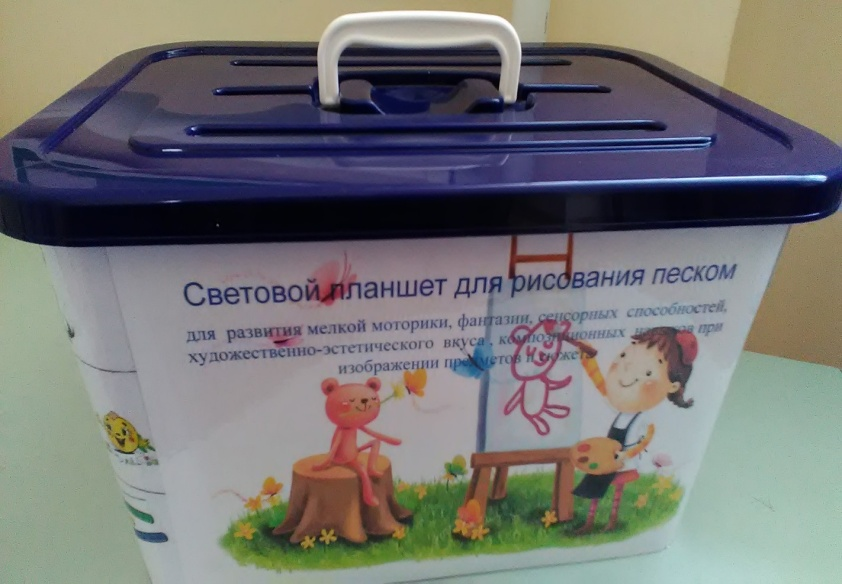 Световой планшет для рисования песком
для развития мелкой моторики, фантазии, сенсорных способностей,
художественно-эстетического вкуса, композиционных навыков при
изображении предметов и сюжета